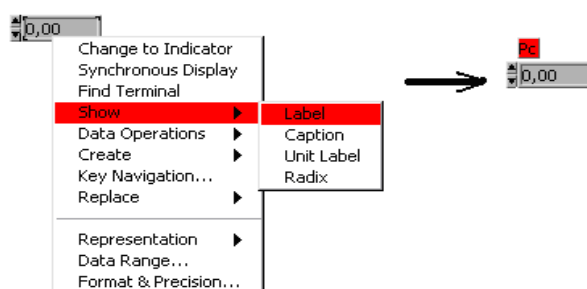 0,00
Change to Indicator
Synchronous Display
Find Terminal
Show
Data Operations
Create
Key Navigation...
Replace
Representation
Data Range...
Format & Precision...
Label
Caption
Unit Label
Radix
Pc
0,00